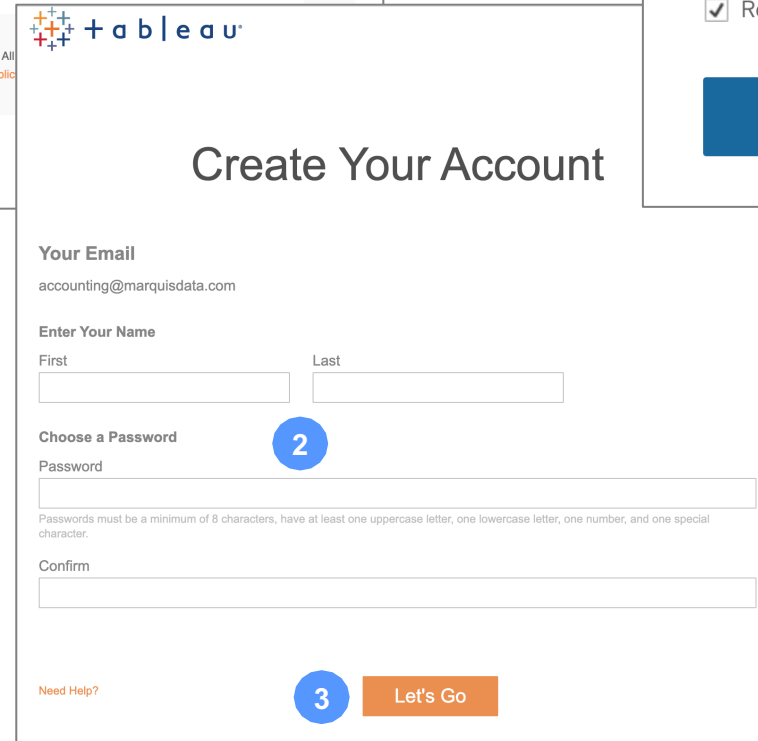 + a b l e a u
All
Create Your Account
Your Email
accounting@marquisdata.com
Enter Your Name
First Last
Choose a Password
2
Password
Passwords must be a minimum of 8 characters, have at least one uppercase letter, one lowercase letter, one number, and one special
character.
Confirm
Need Help?
3
Let's Go